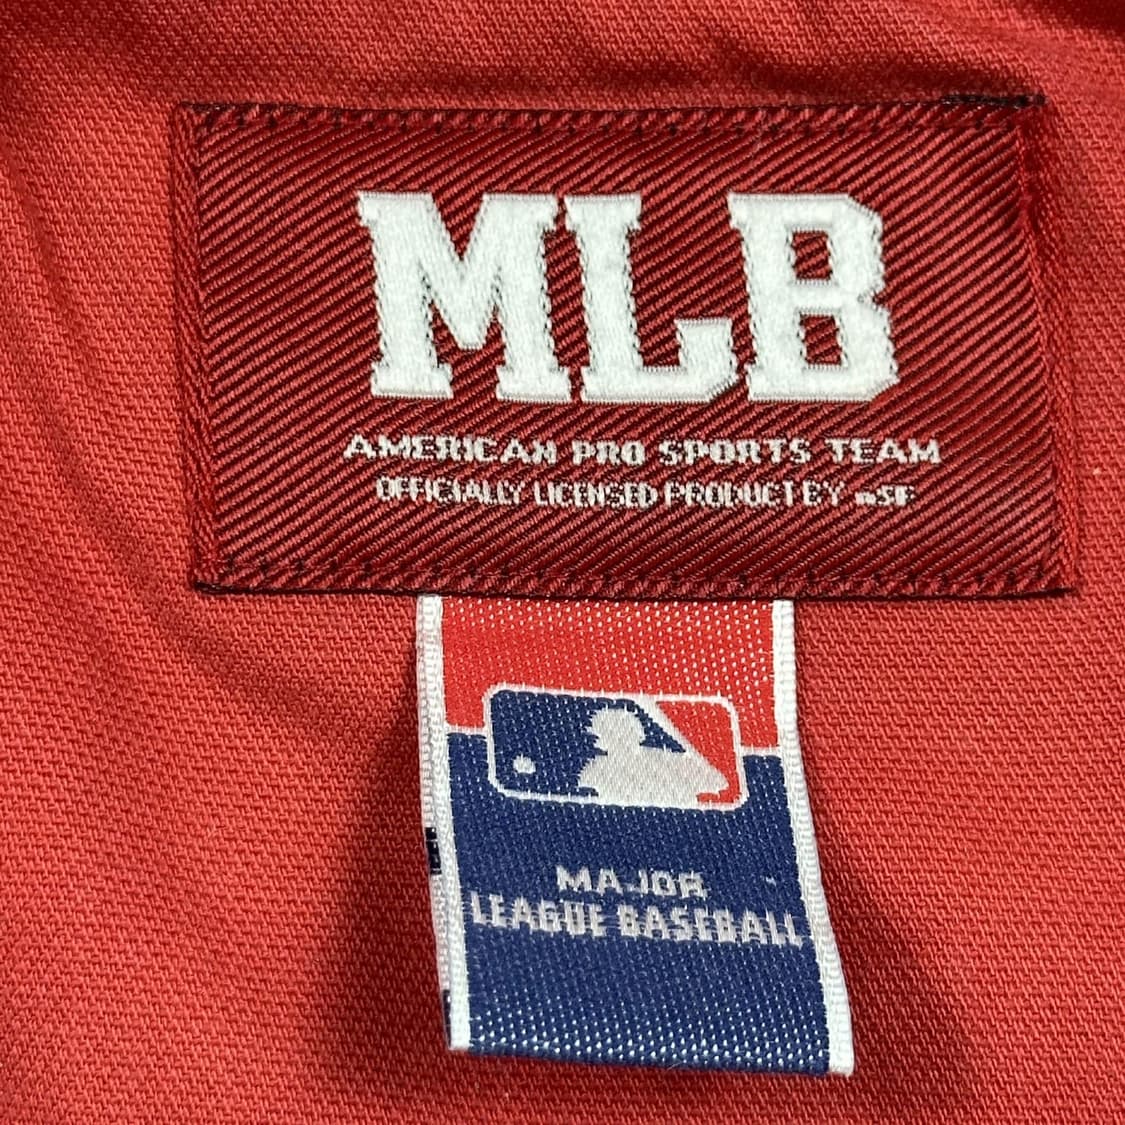 MLB
AMERICAN PRO SPORTS TEAM
OFFICIALLY LICENSED PRODUCT BY
MAJOR
LEAGUE BASEBALL